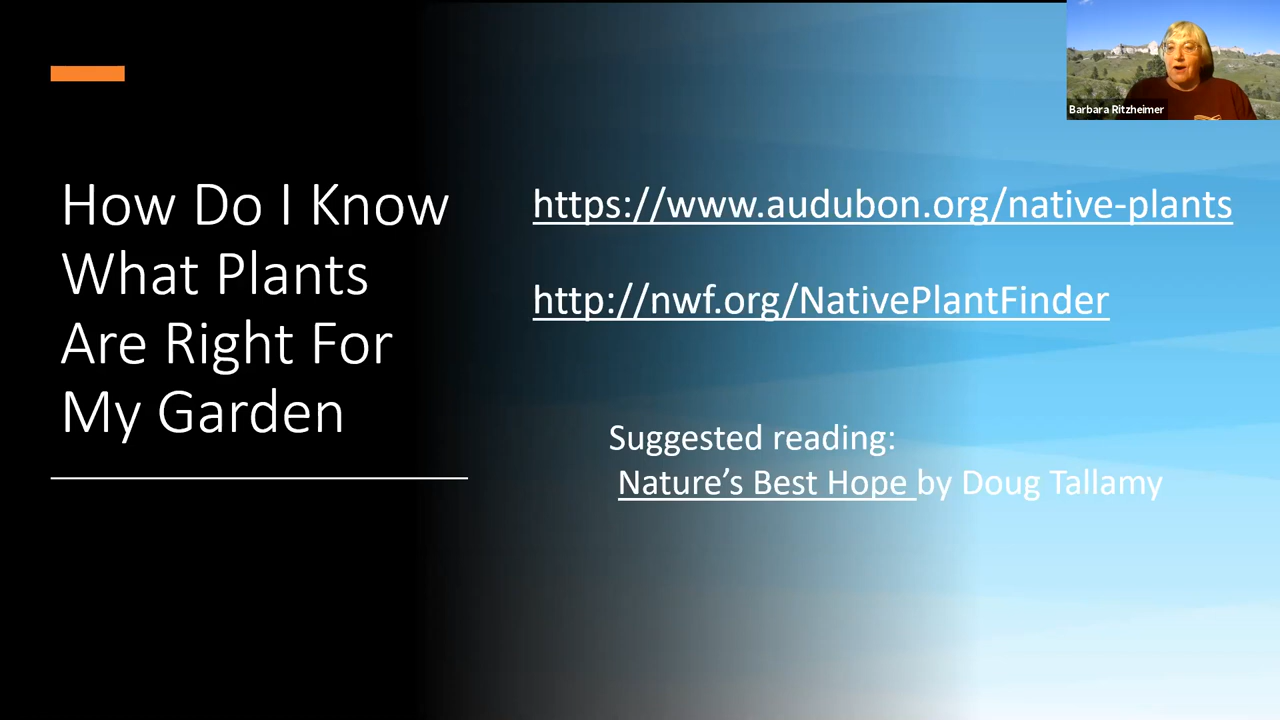 How Do I Know
What Plants
Are Right For
My Garden
https://www.audubon.org/native-plants
http://nwf.org/NativePlantFinder
Suggested reading:
Nature’s Best Hope by Doug Tallamy
Barbara Ritzheimer